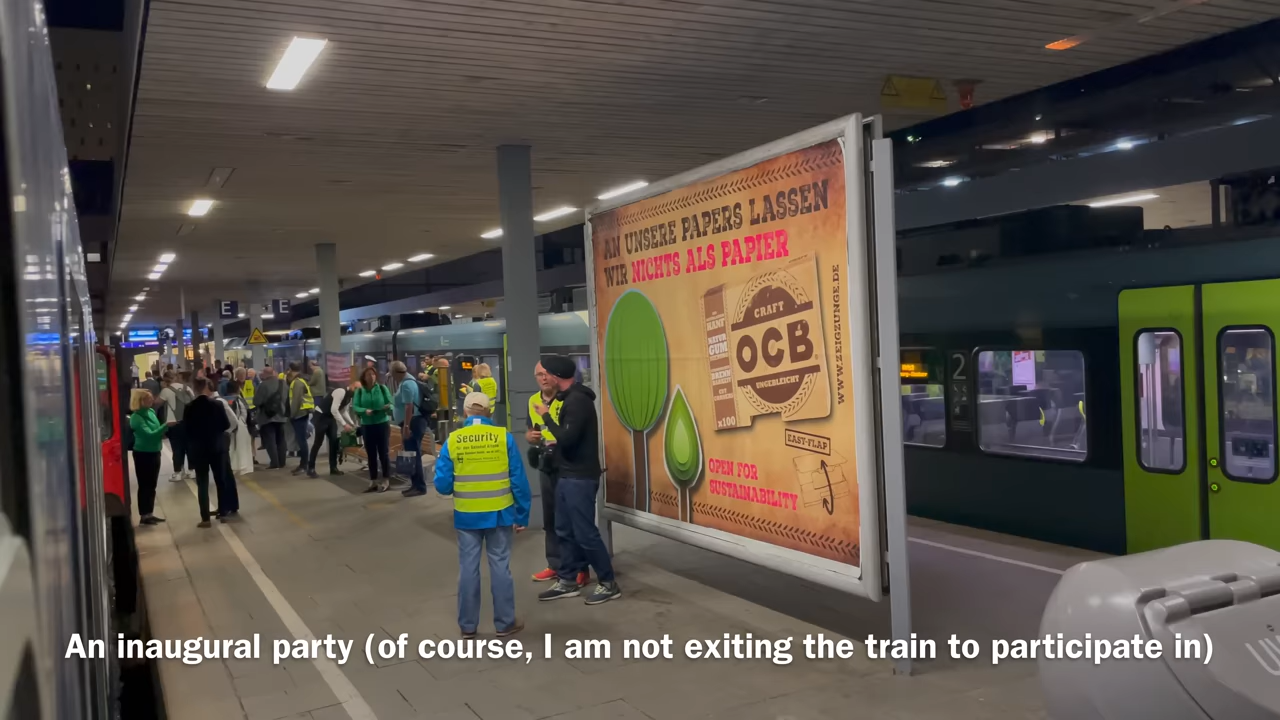 E
E
AN UNSERE PAPERS LASSEN
WIR NICHTS ALS PAPIER
CRAFT
OCB
UNGEBLEICHT
x100
WWW.ZEIGZUNGE.DE
EASY-FLAP
OPEN FOR
SUSTAINABILITY
Security
2
An inaugural party (of course, I am not exiting the train to participate in)